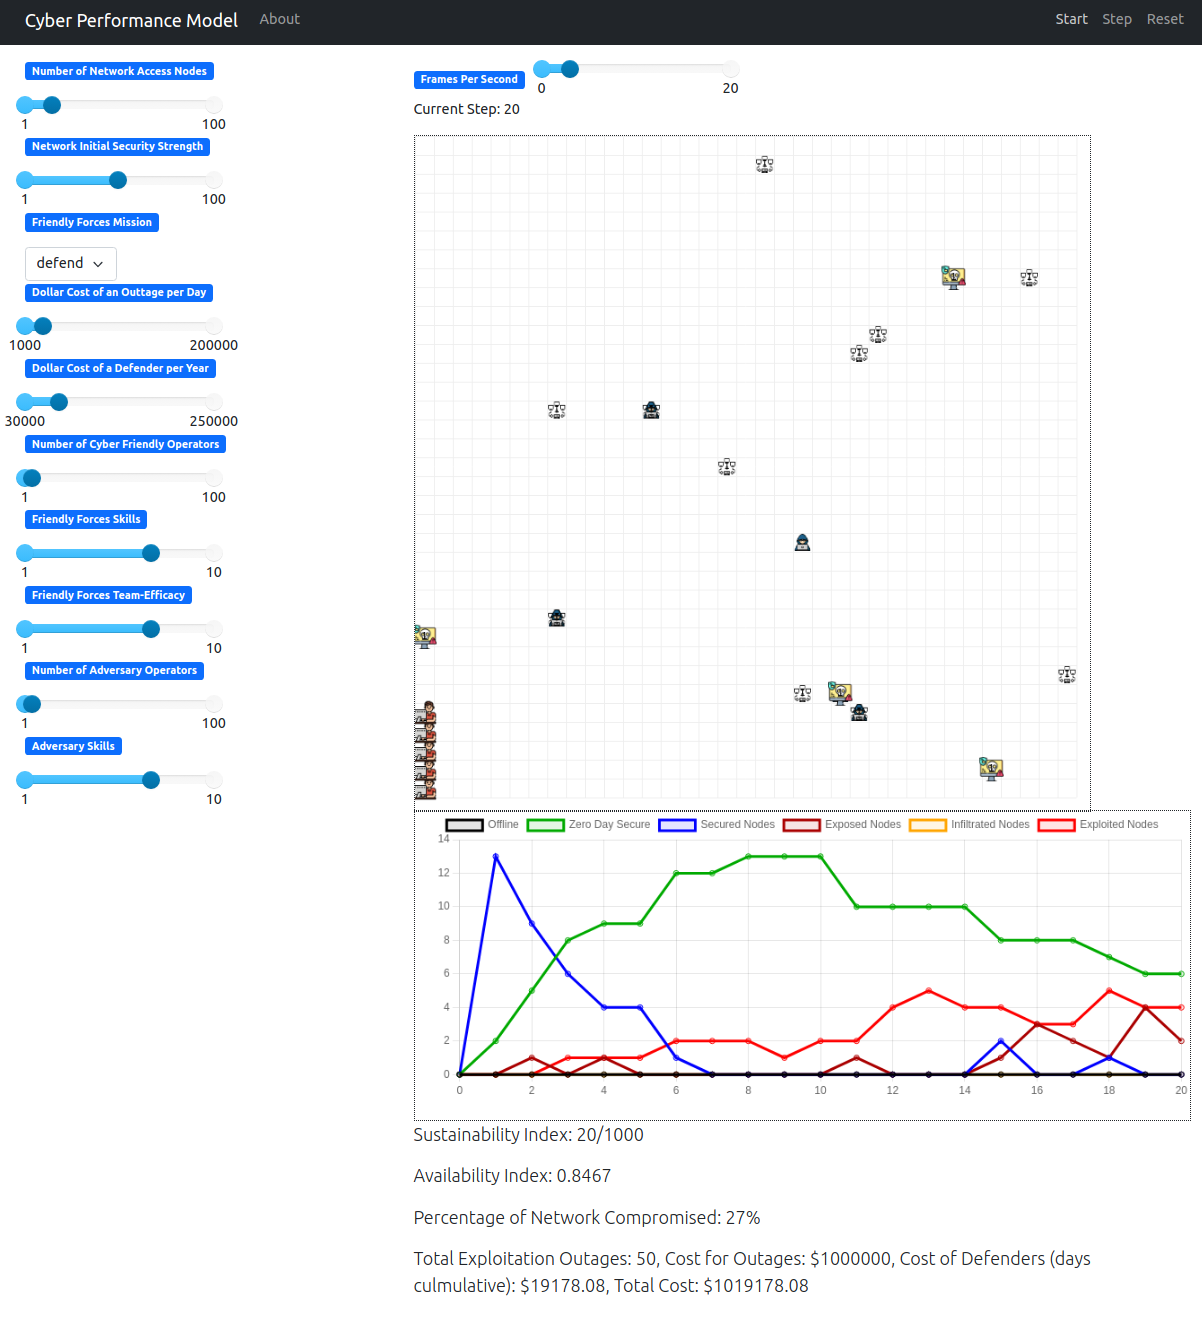 Cyber Performance Model About Start Step Reset
Number of Network Access Nodes
1 100
Network Initial Security Strength
1 100
Friendly Forces Mission
defend
Dollar Cost of an Outtage per Day
1000 200000
Dollar Cost of a Defender per Year
30000 250000
Number of Cyber Friendly Operators
1 100
Friendly Forces Skills
1 10
Friendly Forces Team-Efficacy
1 10
Number of Adversary Operators
1 100
Adversary Skills
1 10
Frames Per Second
0 20
Current Step: 20
Offline Zero Day Secure Secured Nodes Exposed Nodes Infiltrated Nodes Exploited Nodes
14
12
10
8
6
4
2
0
0 2 4 6 8 10 12 14 16 18 20
Sustainability Index: 20/1000
Availability Index: 0.8467
Percentage of Network Compromised: 27%
Total Exploitation Outages: 50, Cost for Outages: $1000000, Cost of Defenders (days
culmulative): $19178.08, Total Cost: $1019178.08